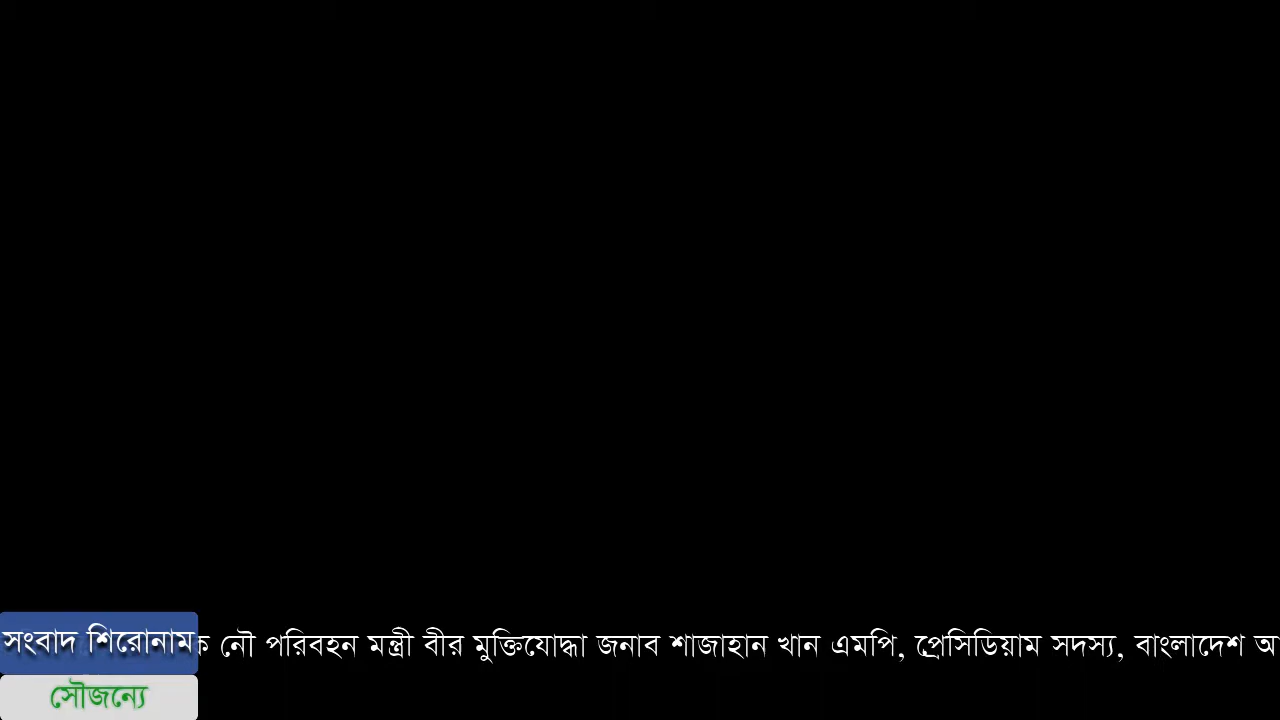 সংবাদ শিরোনাম
ক নৌ পরিবহন মন্ত্রী বীর মুক্তিযোদ্ধা জনাব শাজাহান খান এমপি, প্রেসিডিয়াম সদস্য, বাংলাদেশ অ
সৌজন্যে